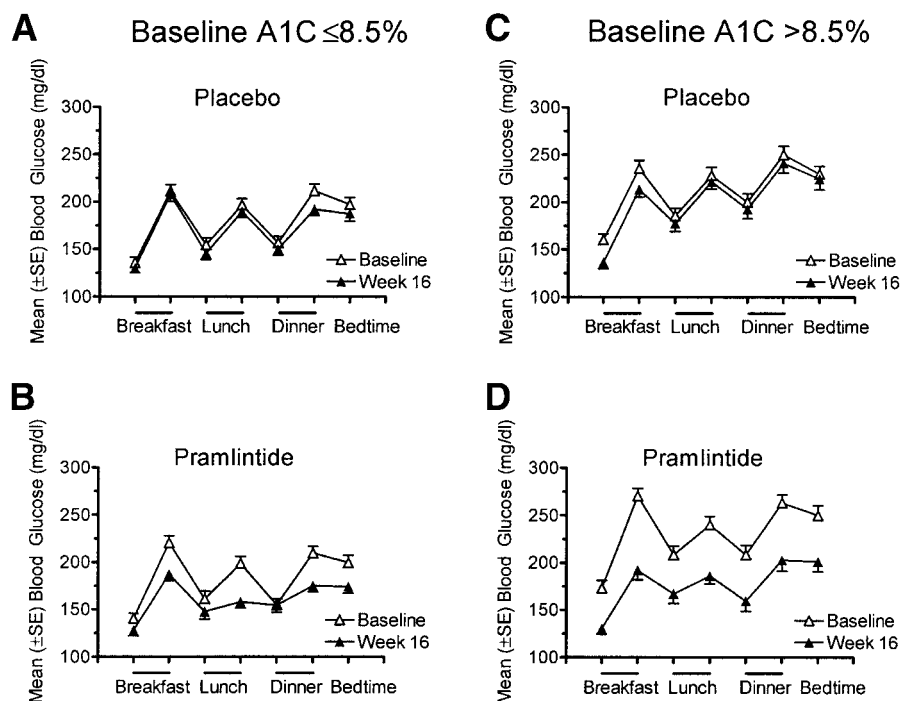 A
Baseline A1C ≤8.5%
Placebo
Mean (±SE) Blood Glucose (mg/dl)
300
250
200
150
100
Baseline
Week 16
Breakfast Lunch Dinner Bedtime
C
Baseline A1C >8.5%
Placebo
Mean (±SE) Blood Glucose (mg/dl)
300
250
200
150
100
Baseline
Week 16
Breakfast Lunch Dinner Bedtime
B
Pramlintide
Mean (±SE) Blood Glucose (mg/dl)
300
250
200
150
100
Baseline
Week 16
Breakfast Lunch Dinner Bedtime
D
Pramlintide
Mean (±SE) Blood Glucose (mg/dl)
300
250
200
150
100
Baseline
Week 16
Breakfast Lunch Dinner Bedtime